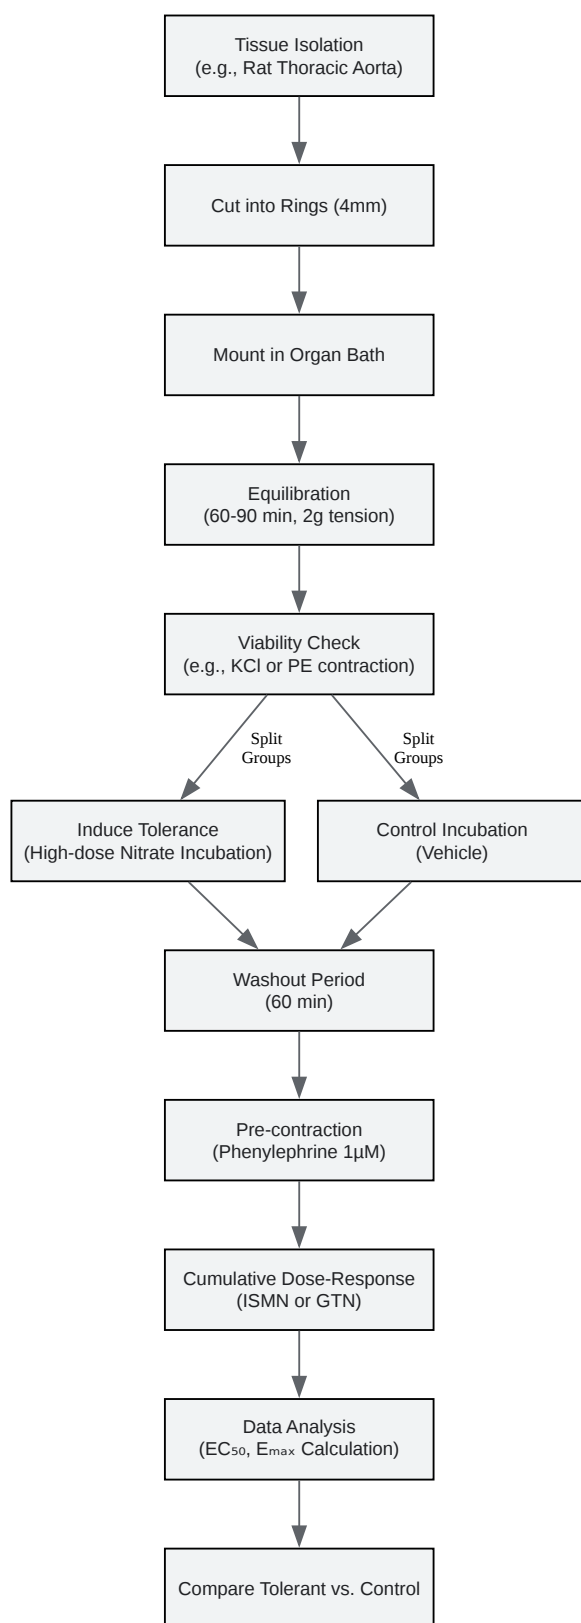 Tissue Isolation
(e.g., Rat Thoracic Aorta)
Cut into Rings (4mm)
Mount in Organ Bath
Equilibration
(60-90 min, 2g tension)
Viability Check
(e.g., KCl or PE contraction)
Split
Groups
Split
Groups
Induce Tolerance
(High-dose Nitrate Incubation)
Control Incubation
(Vehicle)
Washout Period
(60 min)
Pre-contraction
(Phenylephrine 1µM)
Cumulative Dose-Response
(ISMN or GTN)
Data Analysis
(EC₅₀, Eₘₐₓ Calculation)
Compare Tolerant vs. Control